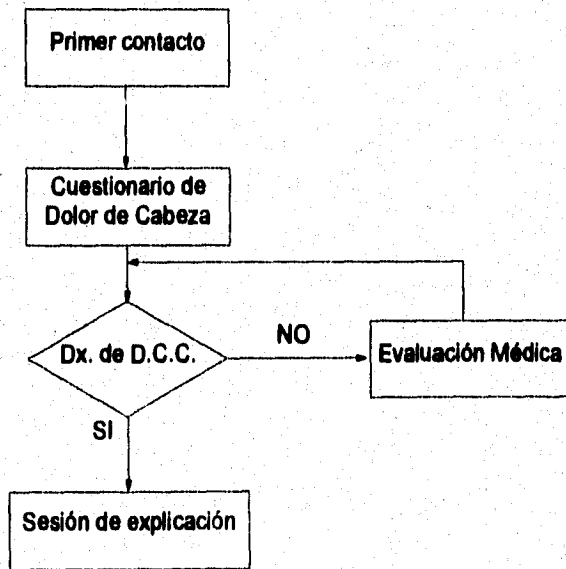 Primer contacto
Cuestionario de
Dolor de Cabeza
Dx. de D.C.C.
NO
Evaluación Médica
SI
Sesión de explicación